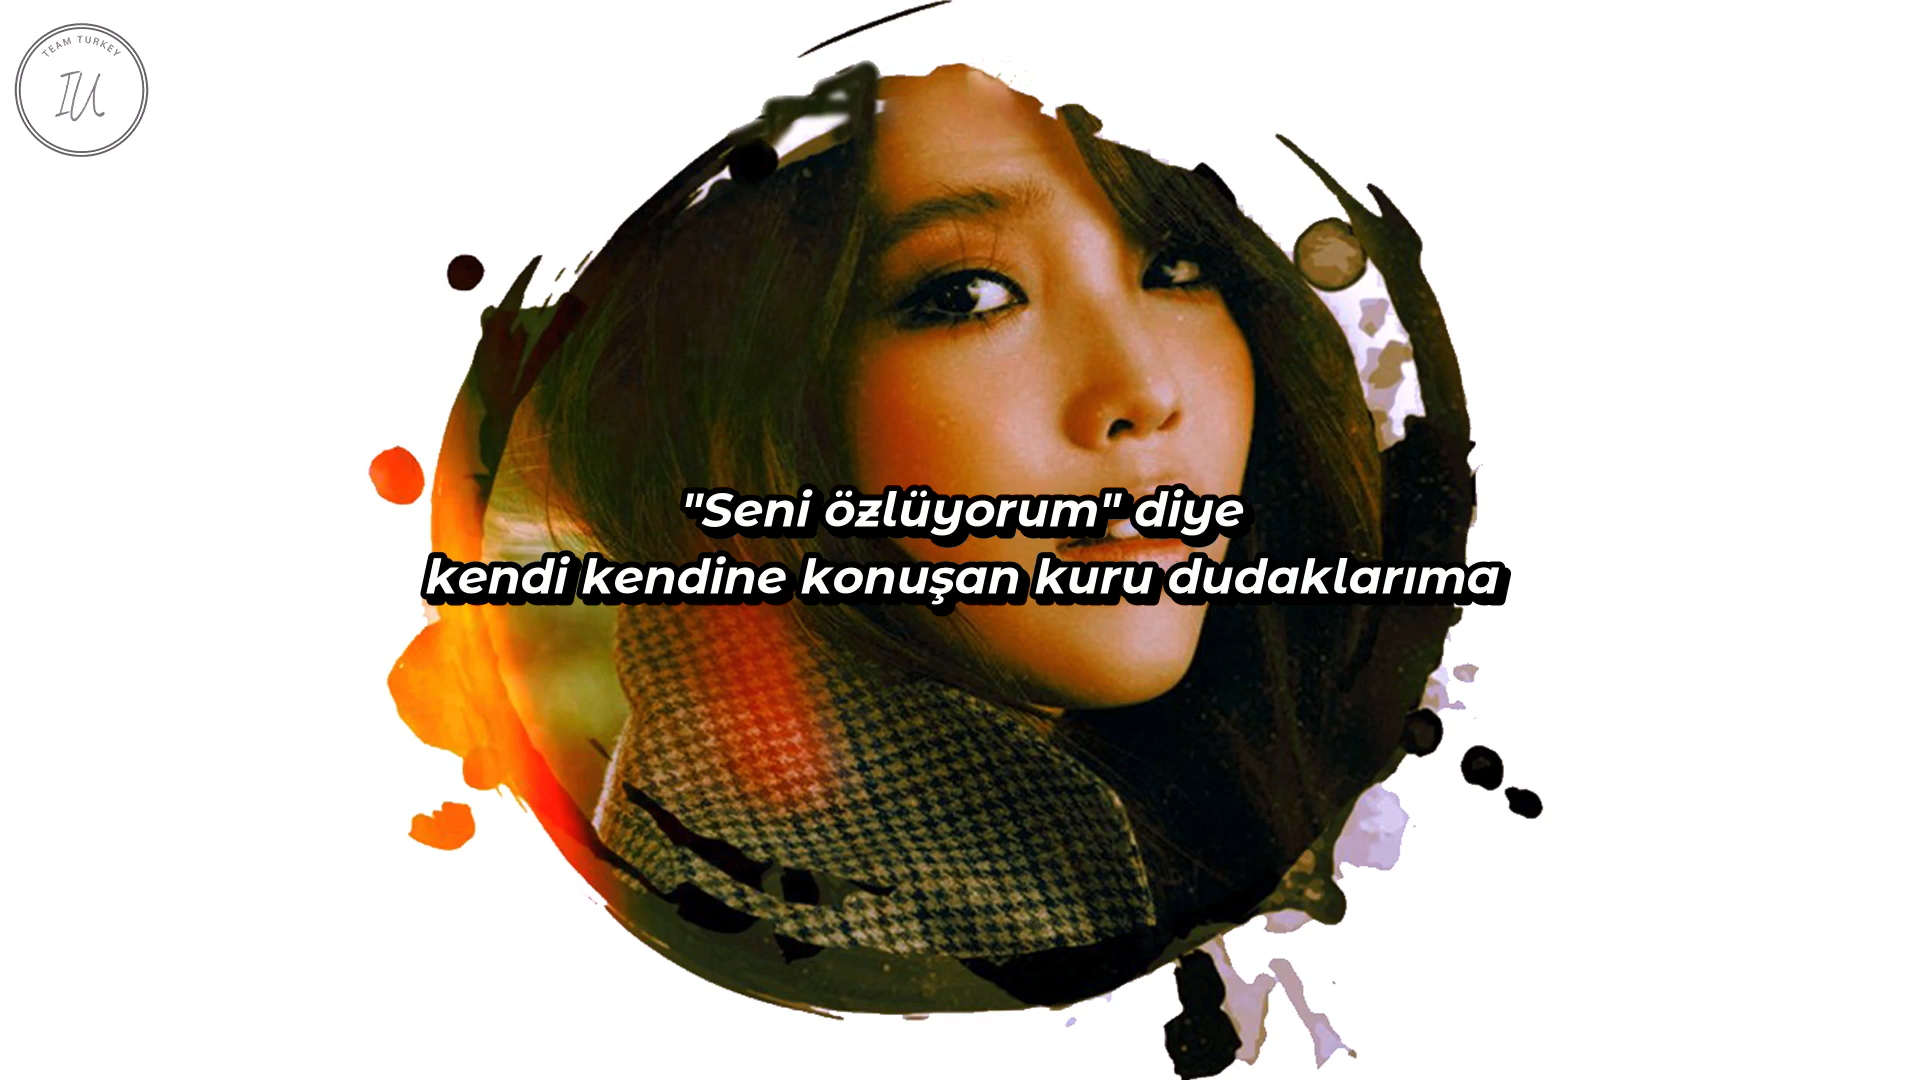 TEAM TURKEY
IU
"Seni özlüyorum" diye
kendi kendine konuşan kuru dudaklarıma